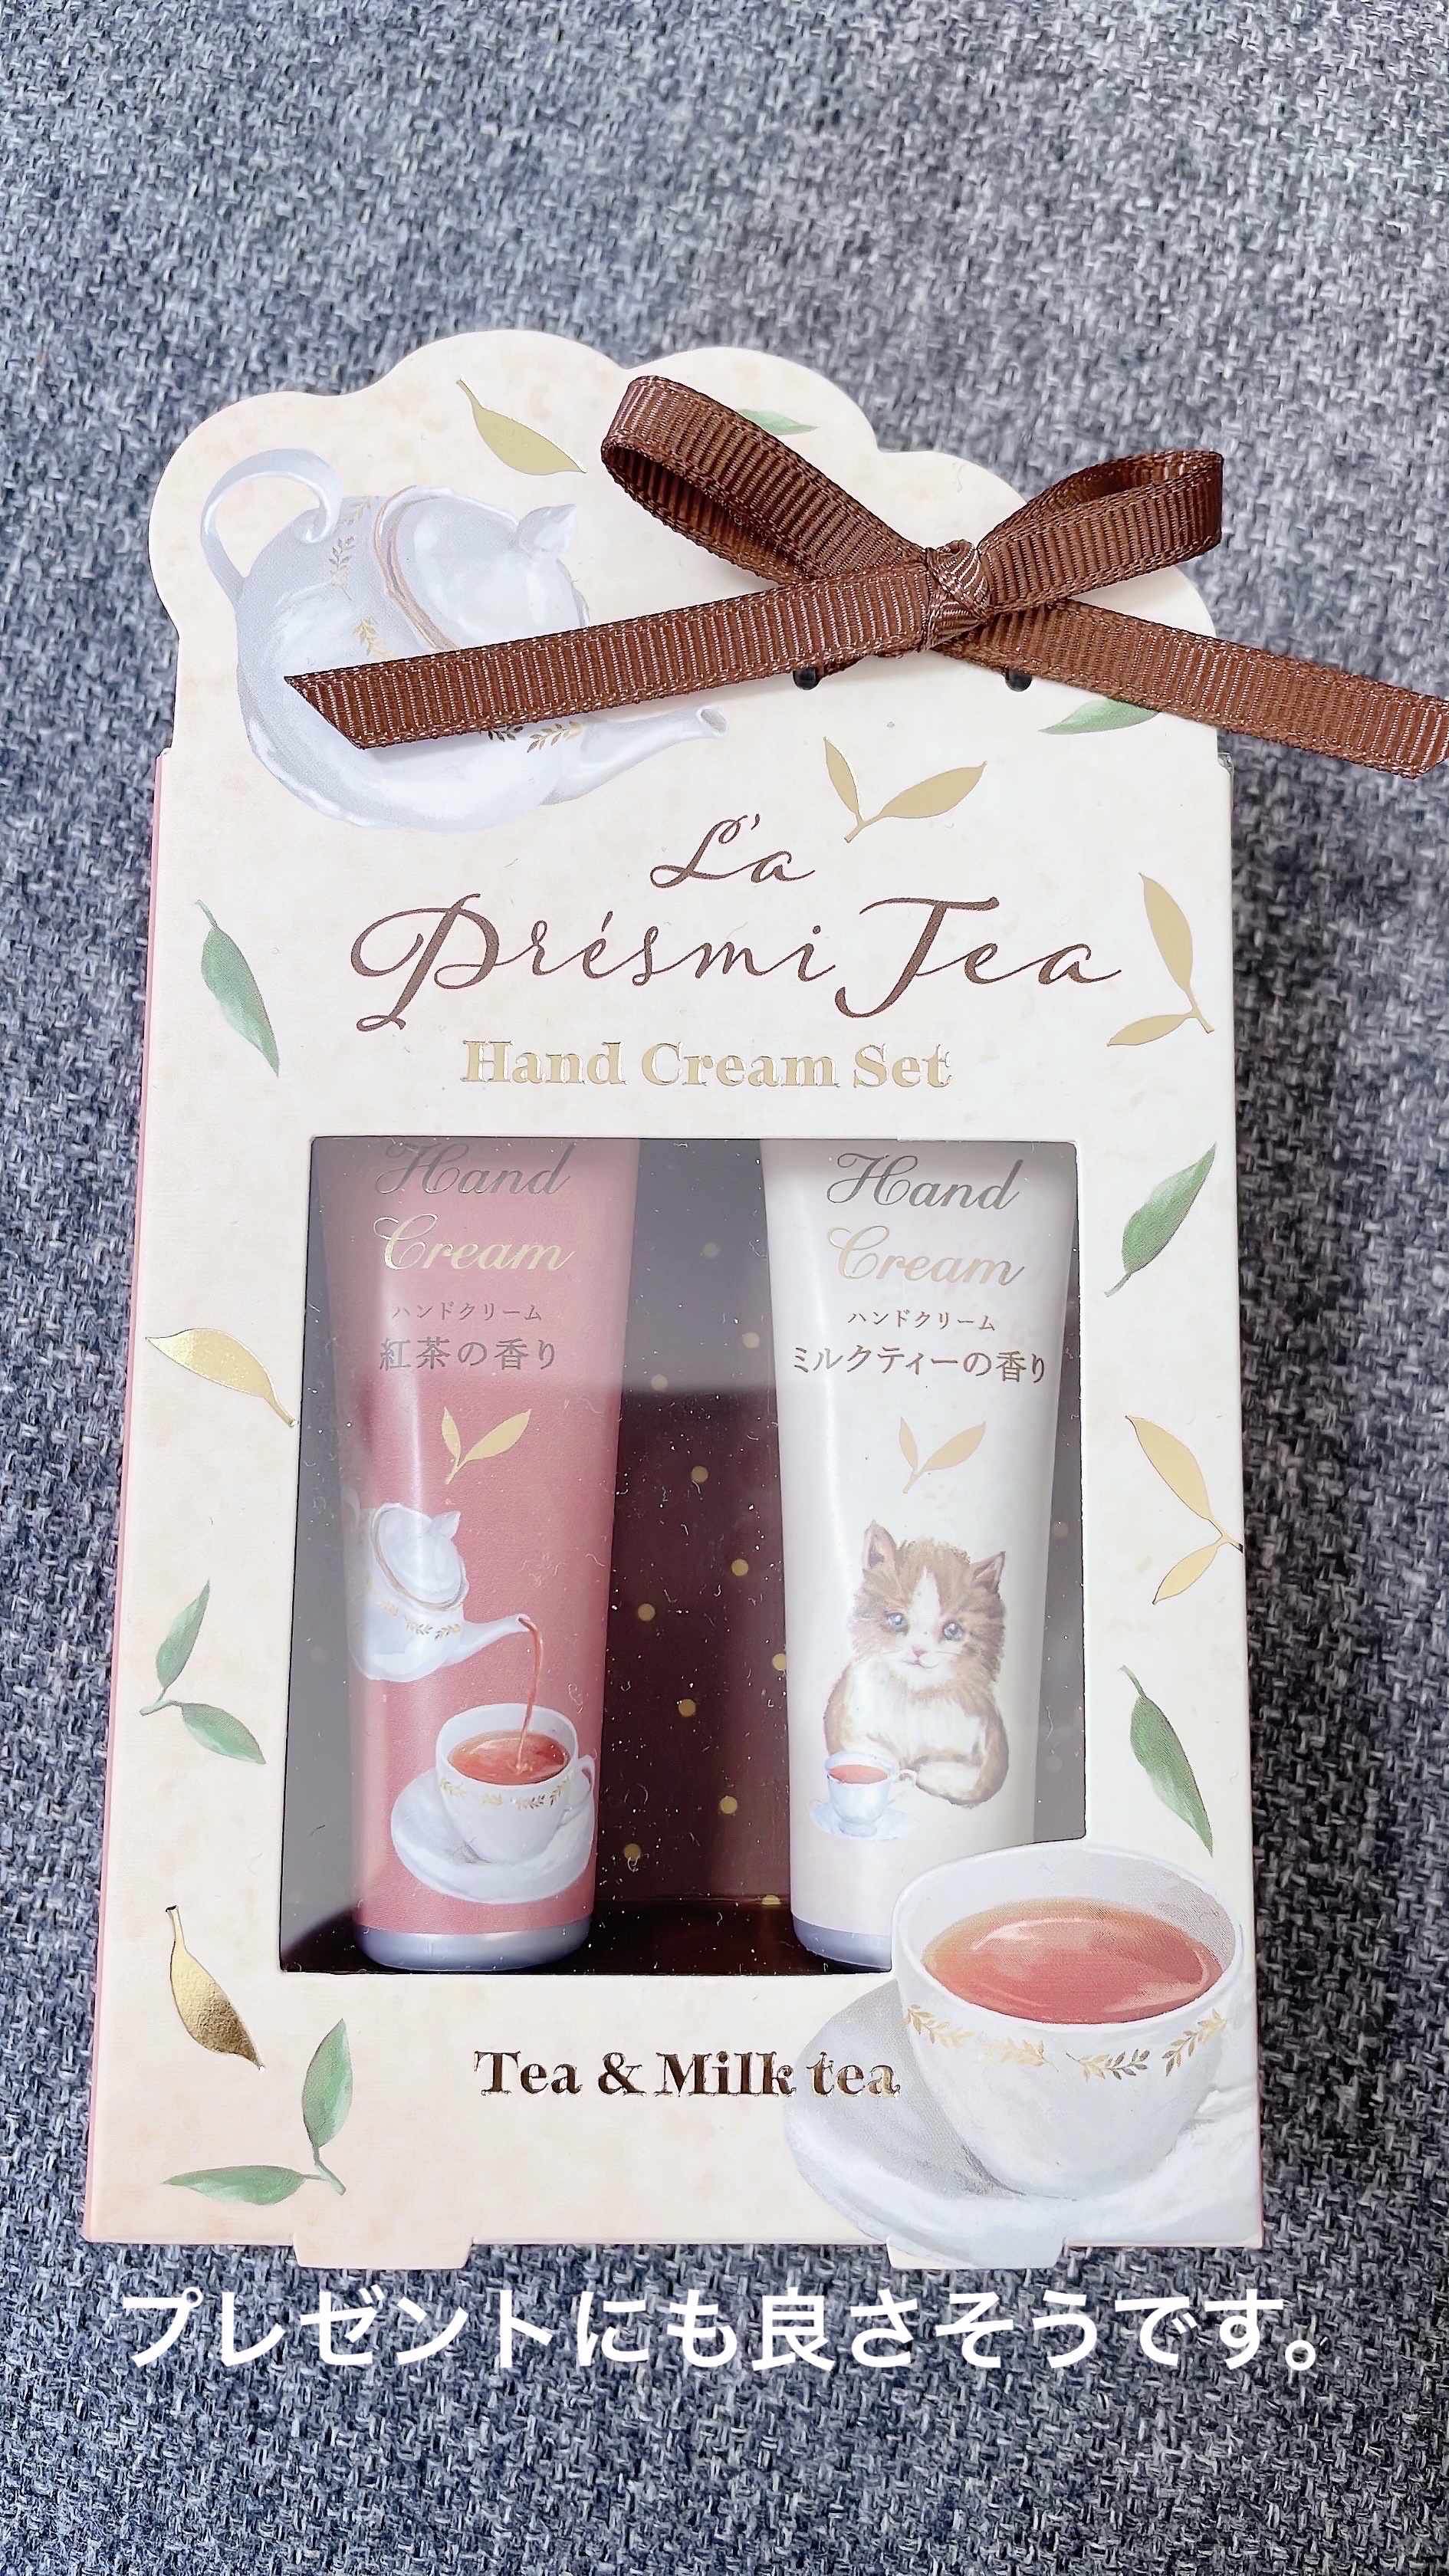 L'a
Présmi Tea
Hand Cream Set
Hand
Cream
ハンドクリーム
紅茶の香り
Hand
Cream
ハンドクリーム
ミルクティーの香り
Tea & Milk tea
プレゼントにも良さそうです。